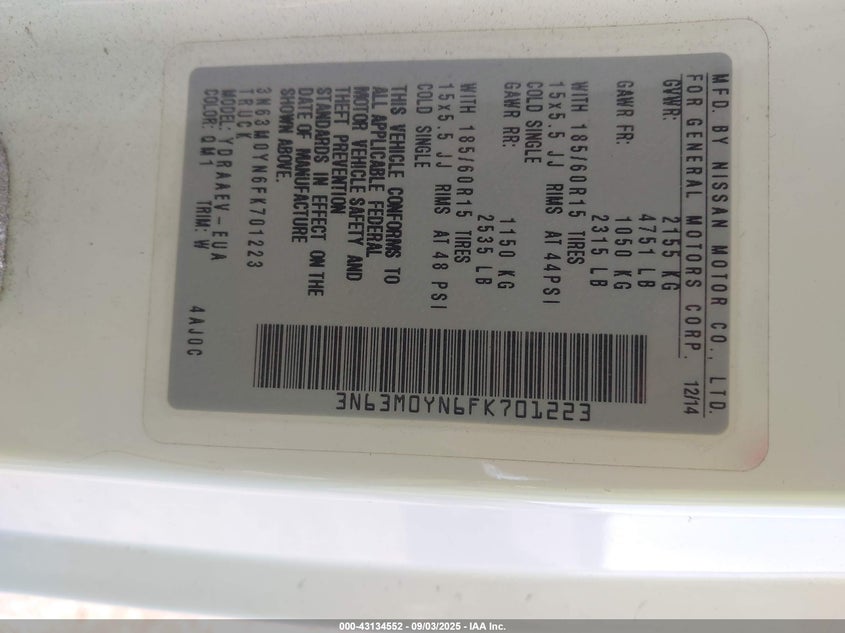 MFD. BY NISSAN MOTOR CO., LTD.
FOR GENERAL MOTORS CORP. 12/14
GVWR: 2155 KG
4751 LB
GAWR FR: 1050 KG
2315 LB
WITH 185/60R15 TIRES
15x5.5 JJ RIMS AT 44PSI
COLD SINGLE
GAWR RR: 1150 KG
2535 LB
WITH 185/60R15 TIRES
15x5.5 JJ RIMS AT 48 PSI
COLD SINGLE
THIS VEHICLE CONFORMS TO
ALL APPLICABLE FEDERAL
MOTOR VEHICLE SAFETY AND
THEFT PREVENTION
STANDARDS IN EFFECT ON THE
DATE OF MANUFACTURE
SHOWN ABOVE.
3N63M0YN6FK701223
TRUCK
MODEL: YDRAAEV-EUA
COLOR: QM1 TRIM: W
4AJ0C
3N63M0YN6FK701223
000-43134552 - 09/03/2025 - IAA Inc.